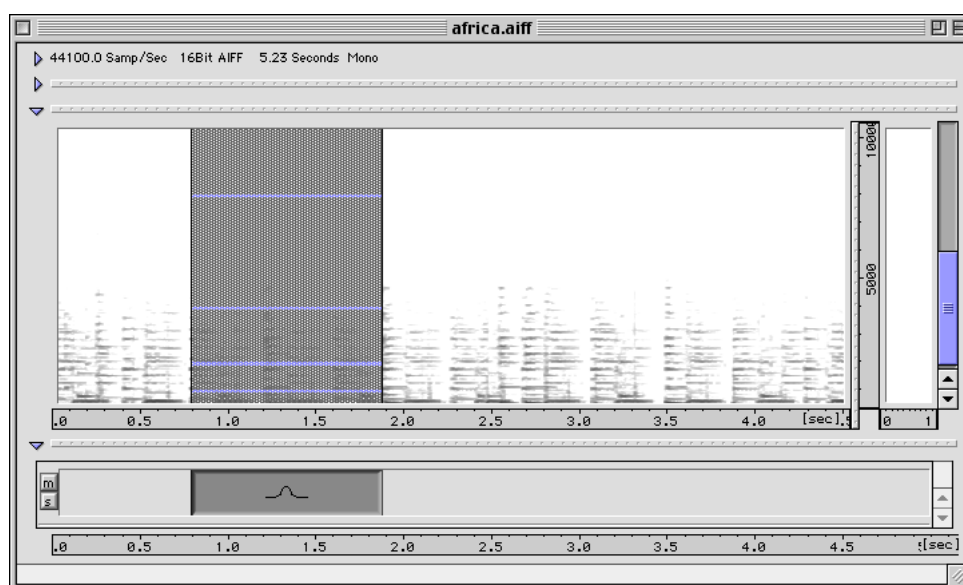 africa.aiff
44100.0 Samp/Sec 16Bit AIFF 5.23 Seconds Mono
10000
5000
.0 0.5 1.0 1.5 2.0 2.5 3.0 3.5 4.0 [sec] .5
0 1
m
s
.0 0.5 1.0 1.5 2.0 2.5 3.0 3.5 4.0 4.5 [sec]